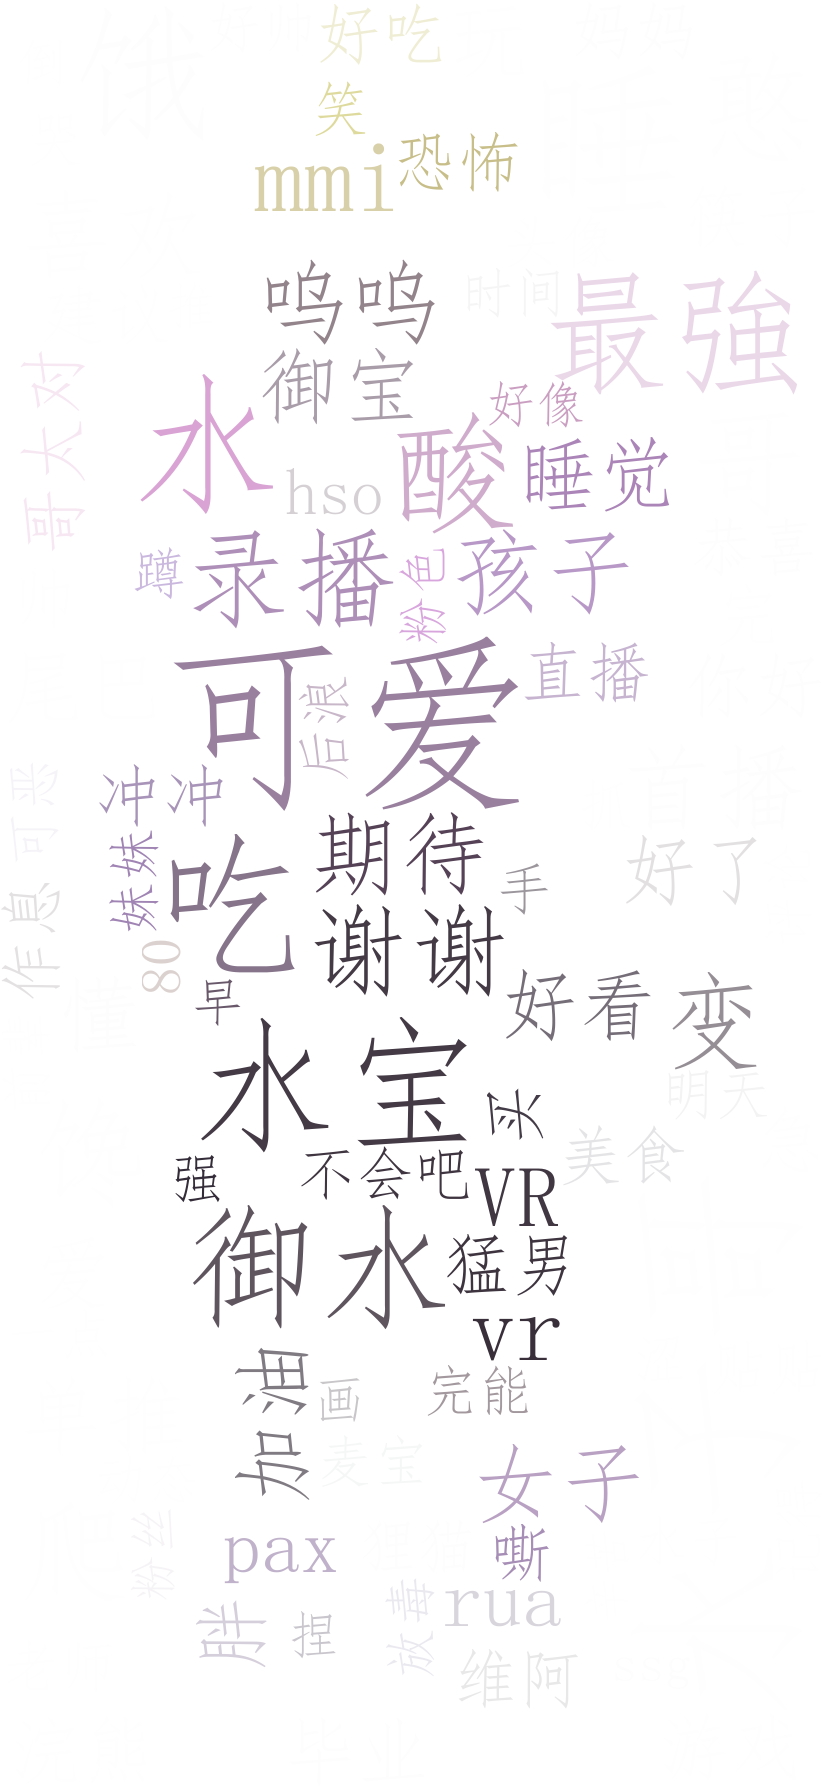 好吃
笑
mmi
恐怖
呜呜
时间
最強
御宝
哥太对
水
好像
酸
睡觉
hso
录播
粉色
孩子
蹲
恭喜
可爱
直播
后浪
你好
首播
冲冲
可恶
妹妹
吃
期待
手
好了
作息
谢谢
80
早
好看
变
懂
水宝
明天
买
不会吧
美食
强
VR
御水
猛男
vr
加油
画
完能
麦宝
女子
粉丝
pax
嘶
放毒
rua
胖
捏
维阿
毕业